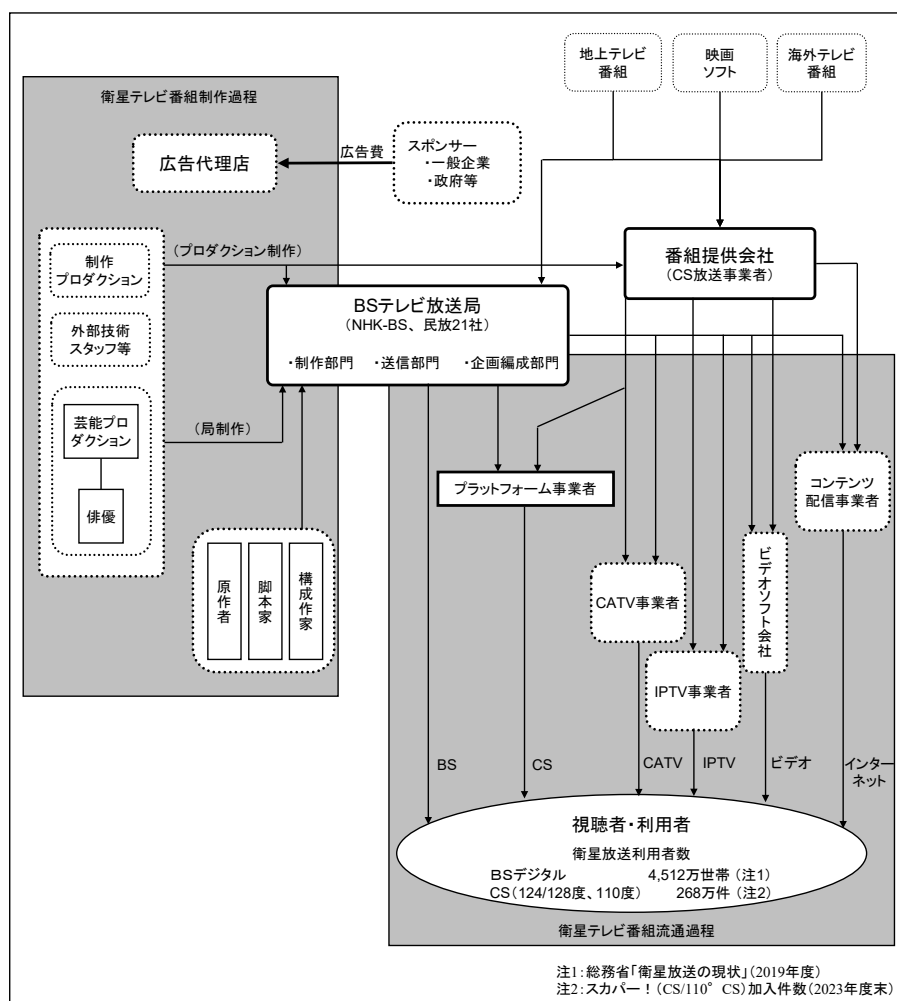 地上テレビ
番組
映画
ソフト
海外テレビ
番組
衛星テレビ番組制作過程
広告代理店
広告費
スポンサー
・一般企業
・政府等
制作
プロダクション
(プロダクション制作)
番組提供会社
(CS放送事業者)
外部技術
スタッフ等
BSテレビ放送局
(NHK-BS、民放21社)
・制作部門 ・送信部門 ・企画編成部門
芸能プロ
ダクション
俳優
(局制作)
プラットフォーム事業者
コンテンツ
配信事業者
原作者
脚本家
構成作家
CATV事業者
ビデオソフト会社
IPTV事業者
BS
CS
CATV
IPTV
ビデオ
インター
ネット
視聴者・利用者
衛星放送利用者数
BSデジタル 4,512万世帯(注1)
CS(124/128度、110度) 268万件(注2)
衛星テレビ番組流通過程
注1:総務省「衛星放送の現状」(2019年度)
注2:スカパー!(CS/110°CS)加入件数(2023年度末)